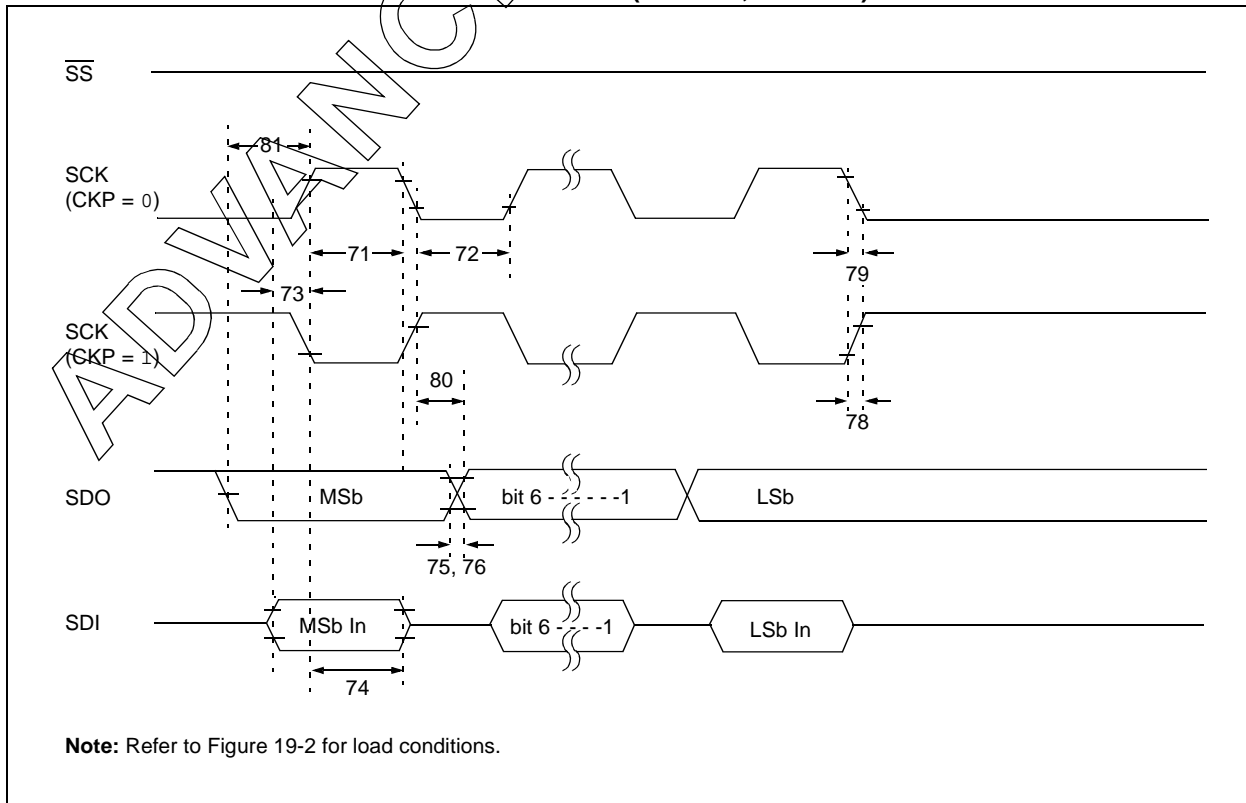 SS
81
SCK
(CKP = 0)
71
72
79
73
SCK
(CKP = 1)
80
78
SDO
MSb
bit 6 - - - - - -1
LSb
75, 76
SDI
MSb In
bit 6 - - - -1
LSb In
74
Note: Refer to Figure 19-2 for load conditions.